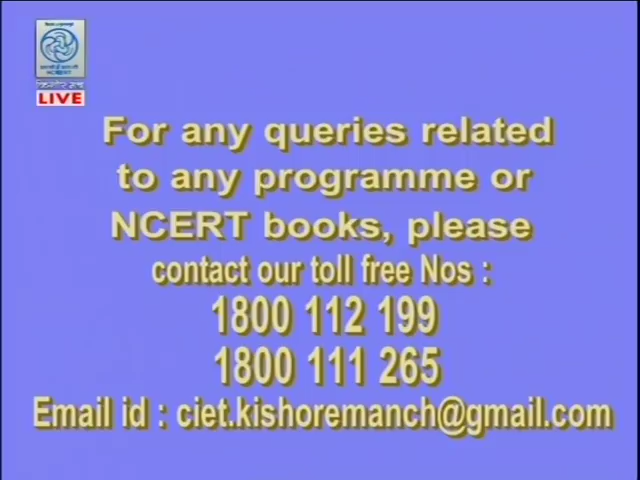 NCERT
LIVE
For any queries related
to any programme or
NCERT books, please
contact our toll free Nos :
1800 112 199
1800 111 265
Email id : ciet.kishoremanch@gmail.com